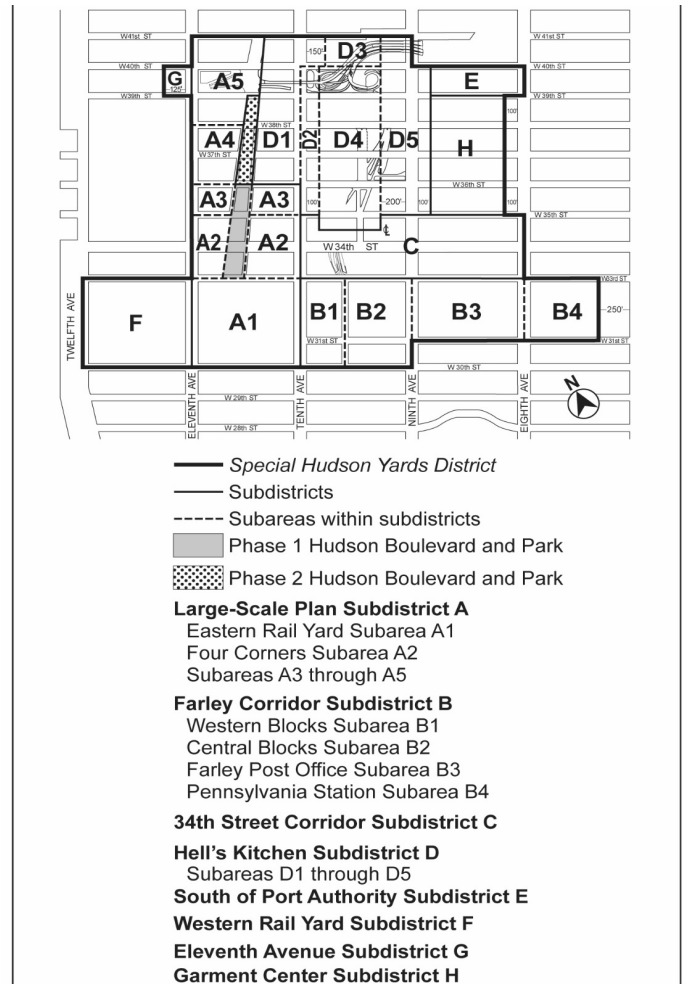 W41st ST
W41st ST
150'
D3
W40th ST
W40th ST
G
A5
E
125'
W39th ST
W39th ST
100'
W38th ST
A4
D1
D2
D4
D5
H
W37th ST
W36th ST
A3
A3
100'
200'
100'
W35th ST
A2
A2
W 34th ST
C
℄
W33rd ST
TWELFTH AVE
F
A1
B1
B2
B3
B4
250'
W31st ST
W31st ST
W 30th ST
ELEVENTH AVE
TENTH AVE
NINTH AVE
EIGHTH AVE
N
W 29th ST
W 28th ST
Special Hudson Yards District
Subdistricts
Subareas within subdistricts
Phase 1 Hudson Boulevard and Park
Phase 2 Hudson Boulevard and Park
Large-Scale Plan Subdistrict A
Eastern Rail Yard Subarea A1
Four Corners Subarea A2
Subareas A3 through A5
Farley Corridor Subdistrict B
Western Blocks Subarea B1
Central Blocks Subarea B2
Farley Post Office Subarea B3
Pennsylvania Station Subarea B4
34th Street Corridor Subdistrict C
Hell's Kitchen Subdistrict D
Subareas D1 through D5
South of Port Authority Subdistrict E
Western Rail Yard Subdistrict F
Eleventh Avenue Subdistrict G
Garment Center Subdistrict H